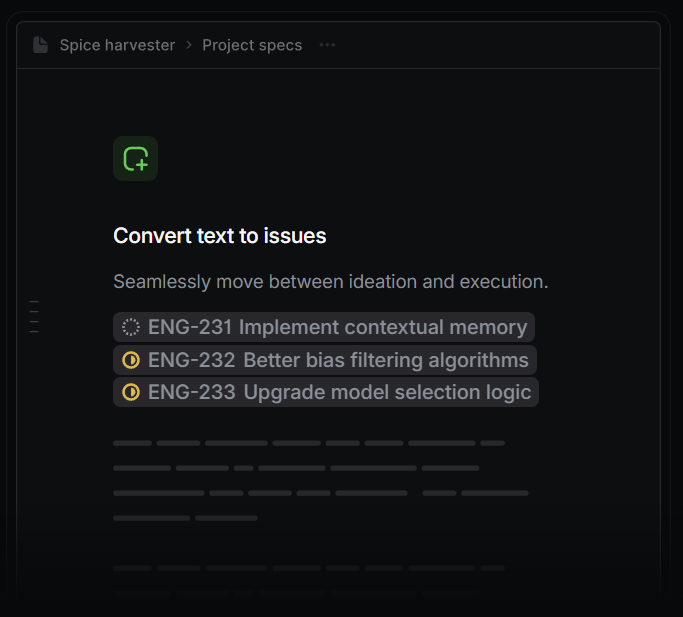 Spice harvester > Project specs ...
Convert text to issues
Seamlessly move between ideation and execution.
ENG-231 Implement contextual memory
ENG-232 Better bias filtering algorithms
ENG-233 Upgrade model selection logic